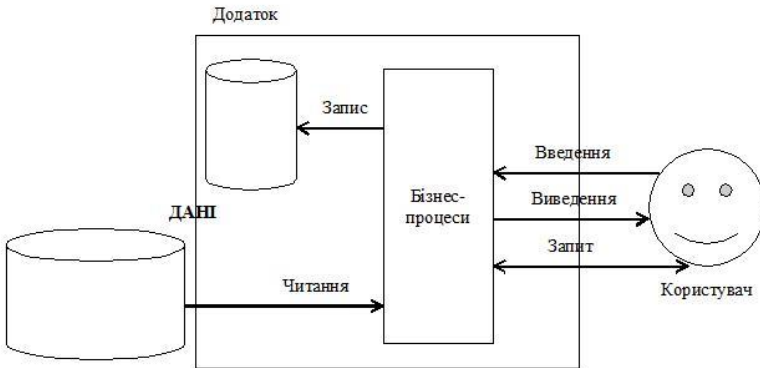 Додаток
Запис
Введення
Бізнес-
процеси
Виведення
ДАНІ
Запит
Читання
Користувач